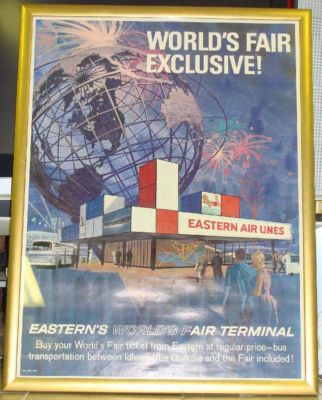 WORLD'S FAIR
EXCLUSIVE!
EASTERN AIR LINES
EASTERN'S WORLD'S FAIR TERMINAL
Buy your World's Fair ticket from Eastern at regular price—bus
transportation between Idlewild/La Guardia and the Fair included!